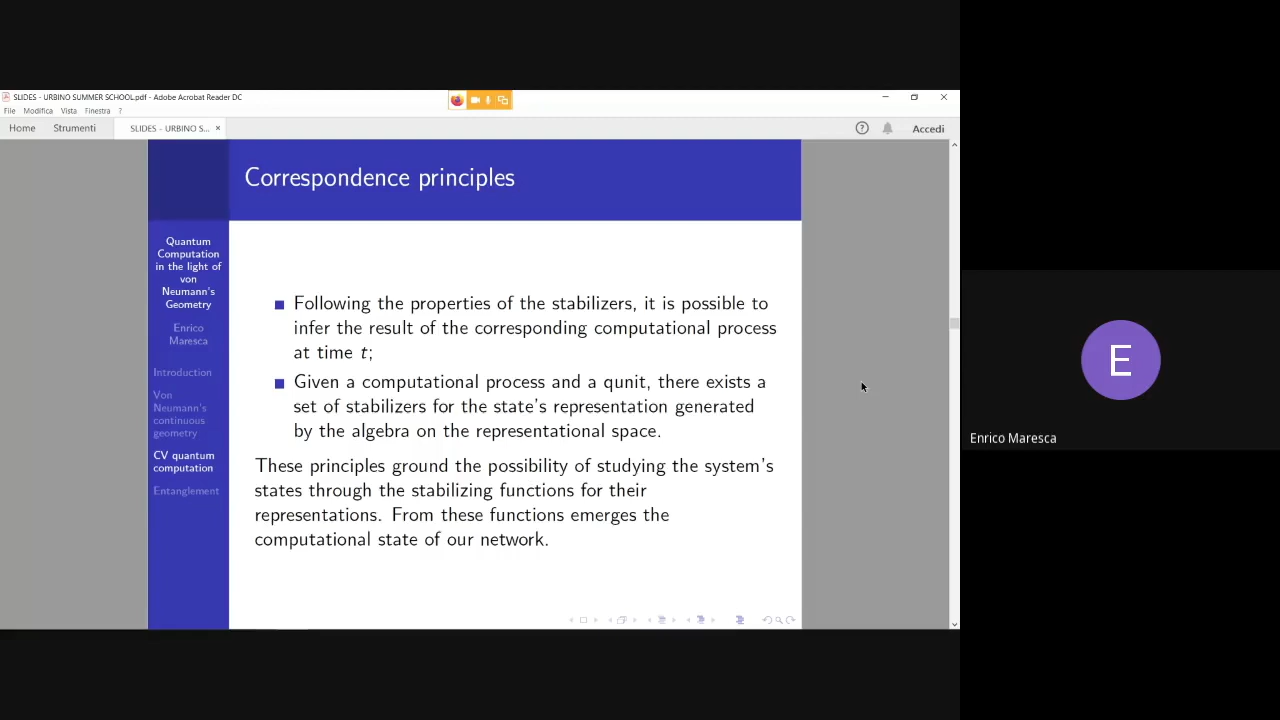 SLIDES - URBINO SUMMER SCHOOL.pdf - Adobe Acrobat Reader DC
File Modifica Vista Finestra ?
Home Strumenti SLIDES - URBINO S... × ? Accedi
Correspondence principles
Quantum
Computation
in the light of
von
Neumann's
Geometry
Enrico
Maresca
Introduction
Von
Neumann's
continuous
geometry
CV quantum
computation
Entanglement
Following the properties of the stabilizers, it is possible to
infer the result of the corresponding computational process
at time t;
Given a computational process and a qunit, there exists a
set of stabilizers for the state's representation generated
by the algebra on the representational space.
These principles ground the possibility of studying the system's
states through the stabilizing functions for their
representations. From these functions emerges the
computational state of our network.
E
Enrico Maresca